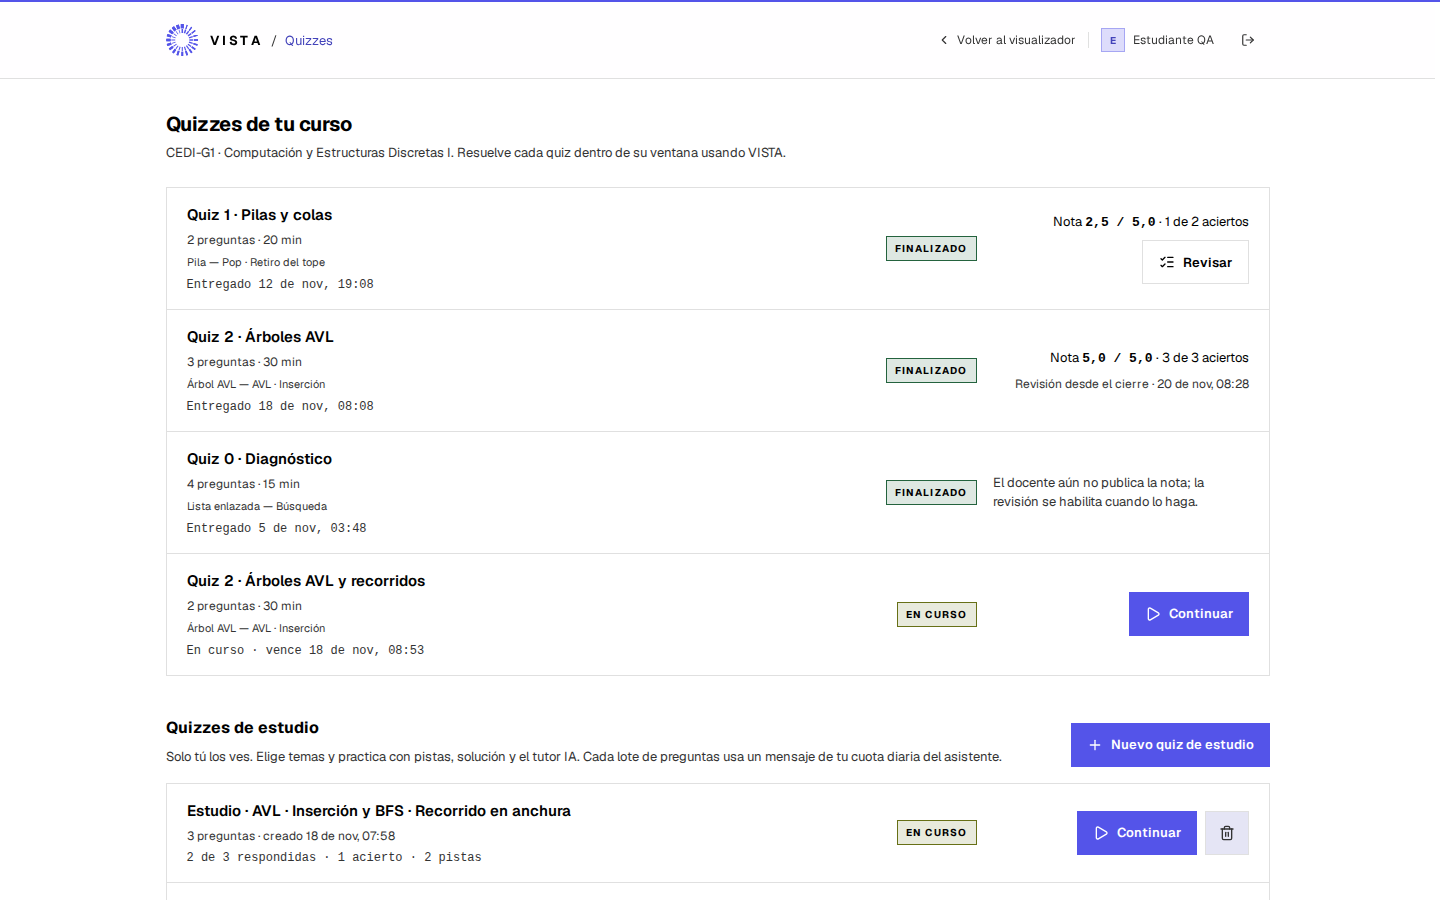 VISTA / Quizzes
Volver al visualizador
E
Estudiante QA
Quizzes de tu curso
CEDI-G1 · Computación y Estructuras Discretas I. Resuelve cada quiz dentro de su ventana usando VISTA.
Quiz 1 · Pilas y colas
2 preguntas · 20 min
Pila — Pop · Retiro del tope
Entregado 12 de nov, 19:08
FINALIZADO
Nota 2,5 / 5,0 · 1 de 2 aciertos
Revisar
Quiz 2 · Árboles AVL
3 preguntas · 30 min
Árbol AVL — AVL · Inserción
Entregado 18 de nov, 08:08
FINALIZADO
Nota 5,0 / 5,0 · 3 de 3 aciertos
Revisión desde el cierre · 20 de nov, 08:28
Quiz 0 · Diagnóstico
4 preguntas · 15 min
Lista enlazada — Búsqueda
Entregado 5 de nov, 03:48
FINALIZADO
El docente aún no publica la nota; la
revisión se habilita cuando lo haga.
Quiz 2 · Árboles AVL y recorridos
2 preguntas · 30 min
Árbol AVL — AVL · Inserción
En curso · vence 18 de nov, 08:53
EN CURSO
Continuar
Quizzes de estudio
Solo tú los ves. Elige temas y practica con pistas, solución y el tutor IA. Cada lote de preguntas usa un mensaje de tu cuota diaria del asistente.
Nuevo quiz de estudio
Estudio · AVL · Inserción y BFS · Recorrido en anchura
3 preguntas · creado 18 de nov, 07:58
2 de 3 respondidas · 1 acierto · 2 pistas
EN CURSO
Continuar